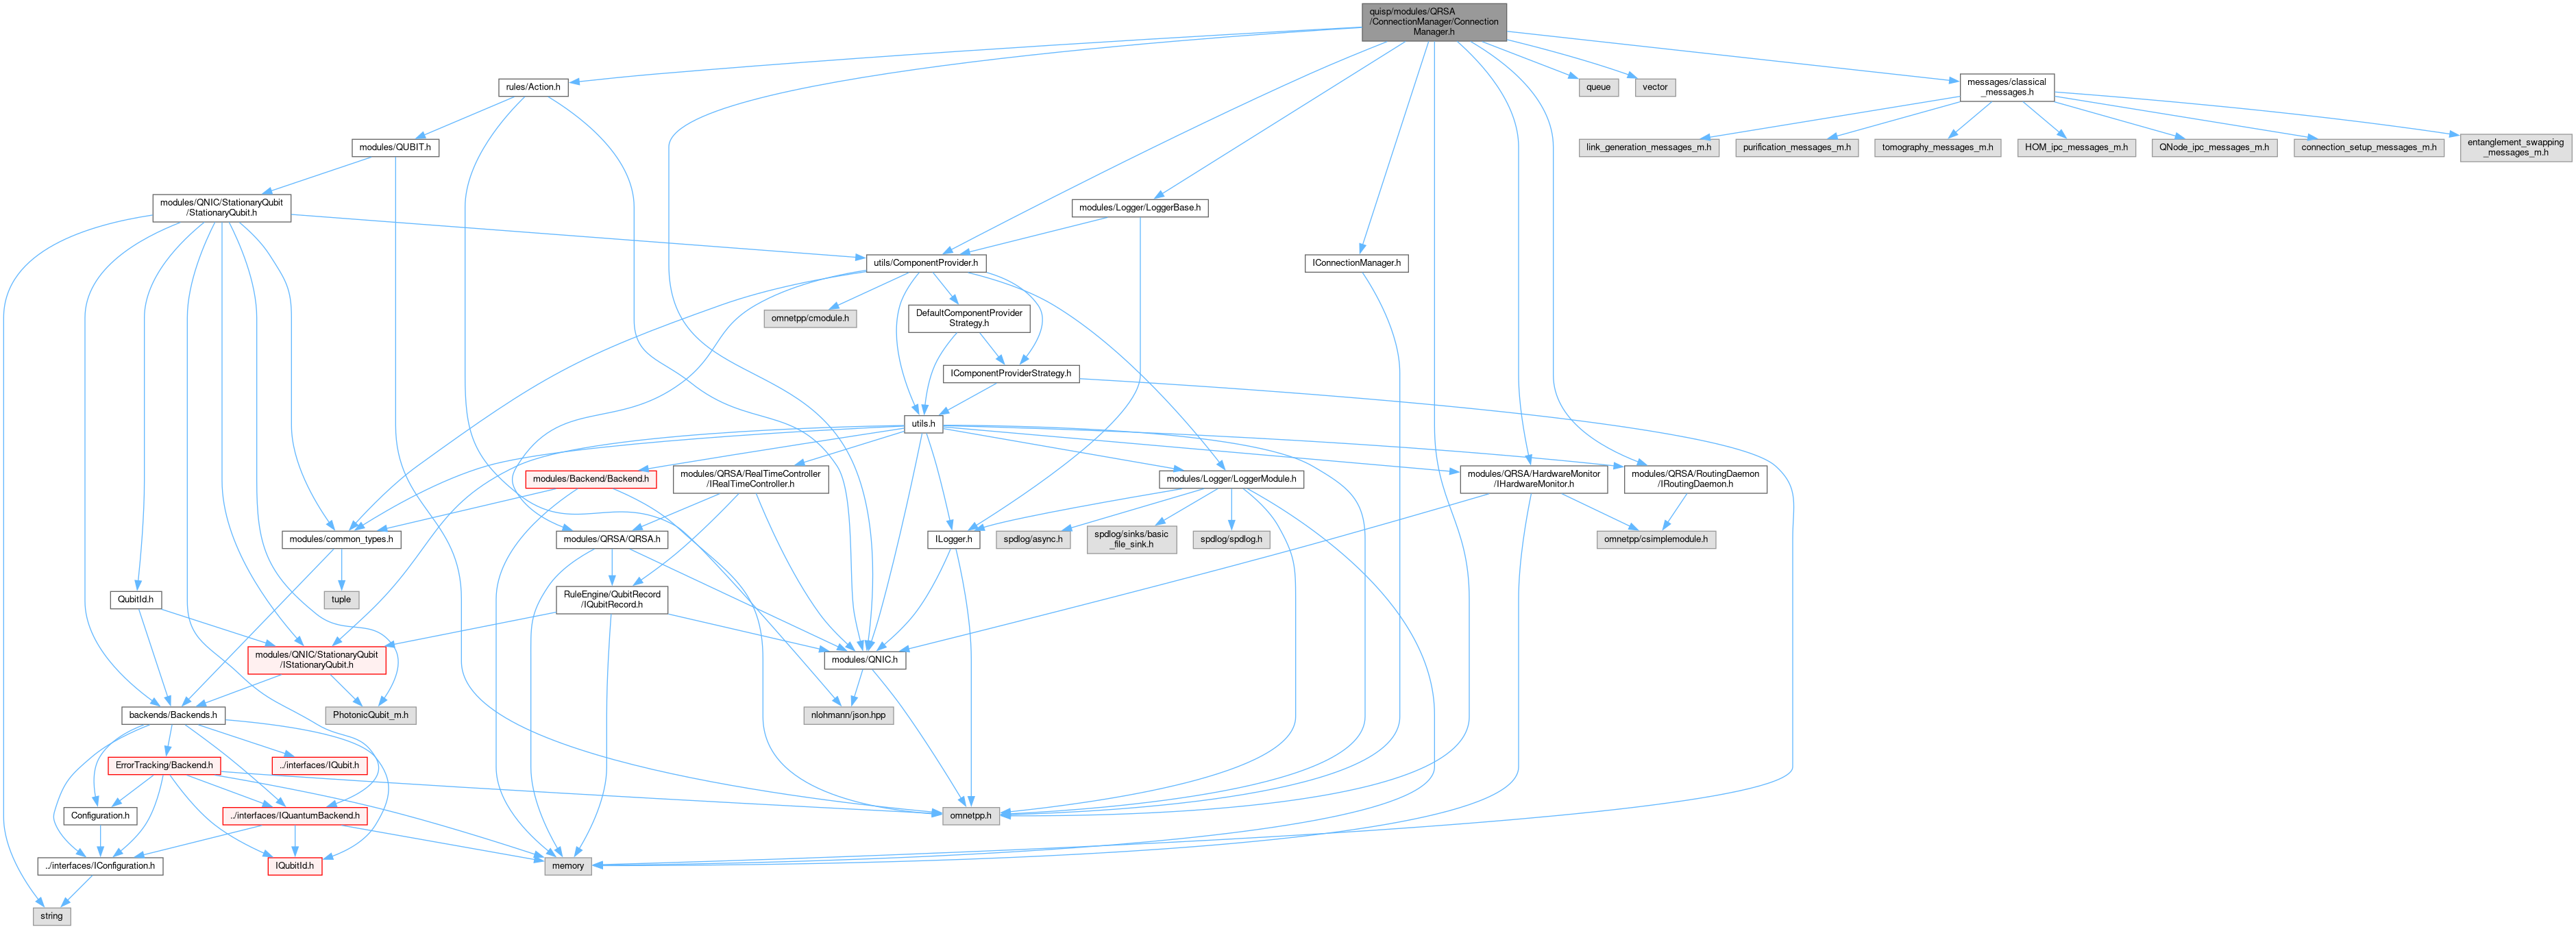 quisp/modules/QRSA
/ConnectionManager/Connection
Manager.h
rules/Action.h
queue
vector
messages/classical
_messages.h
modules/QUBIT.h
link_generation_messages_m.h
purification_messages_m.h
tomography_messages_m.h
HOM_ipc_messages_m.h
QNode_ipc_messages_m.h
connection_setup_messages_m.h
entanglement_swapping
_messages_m.h
modules/QNIC/StationaryQubit
/StationaryQubit.h
modules/Logger/LoggerBase.h
utils/ComponentProvider.h
IConnectionManager.h
omnetpp/cmodule.h
DefaultComponentProvider
Strategy.h
IComponentProviderStrategy.h
utils.h
modules/Backend/Backend.h
modules/QRSA/RealTimeController
/IRealTimeController.h
modules/Logger/LoggerModule.h
modules/QRSA/HardwareMonitor
/IHardwareMonitor.h
modules/QRSA/RoutingDaemon
/IRoutingDaemon.h
modules/common_types.h
modules/QRSA/QRSA.h
ILogger.h
spdlog/async.h
spdlog/sinks/basic
_file_sink.h
spdlog/spdlog.h
omnetpp/csimplemodule.h
QubitId.h
tuple
RuleEngine/QubitRecord
/IQubitRecord.h
modules/QNIC/StationaryQubit
/IStationaryQubit.h
modules/QNIC.h
backends/Backends.h
PhotonicQubit_m.h
nlohmann/json.hpp
ErrorTracking/Backend.h
../interfaces/IQubit.h
Configuration.h
../interfaces/IQuantumBackend.h
omnetpp.h
../interfaces/IConfiguration.h
IQubitId.h
memory
string